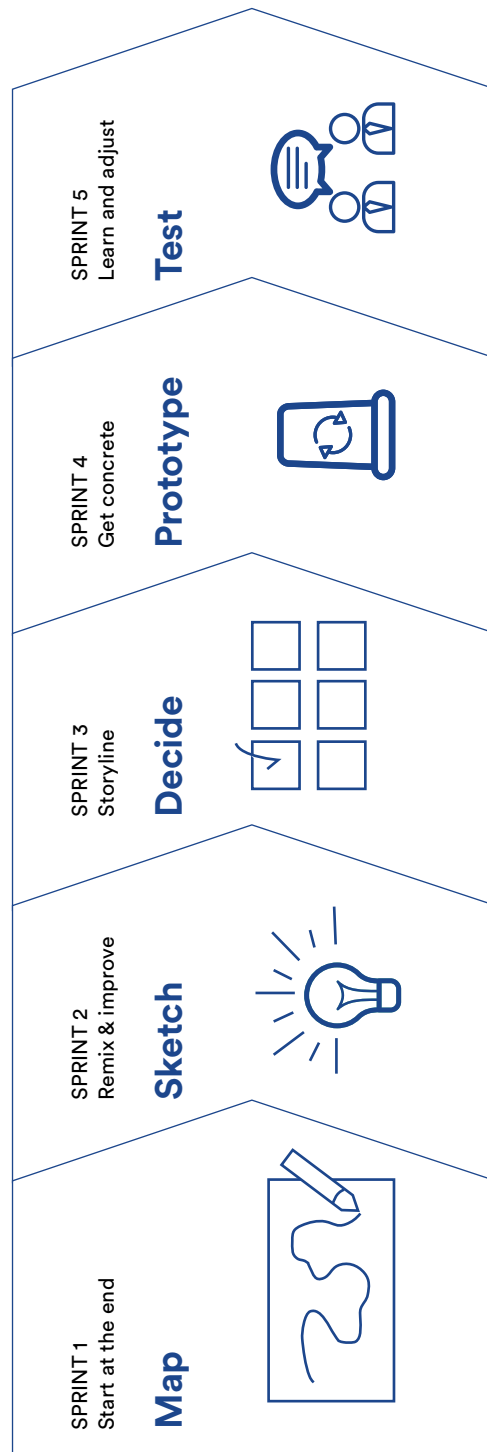 SPRINT 1
Start at the end
Map
SPRINT 2
Remix & improve
Sketch
SPRINT 3
Storyline
Decide
SPRINT 4
Get concrete
Prototype
SPRINT 5
Learn and adjust
Test